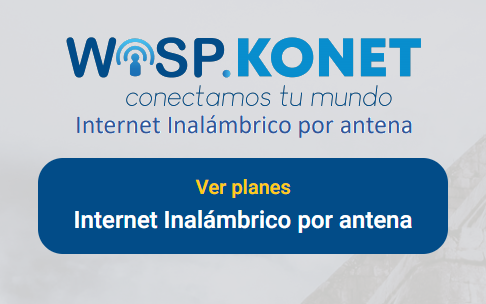 WISP.KONET
conectamos tu mundo
Internet Inalámbrico por antena
Ver planes
Internet Inalámbrico por antena